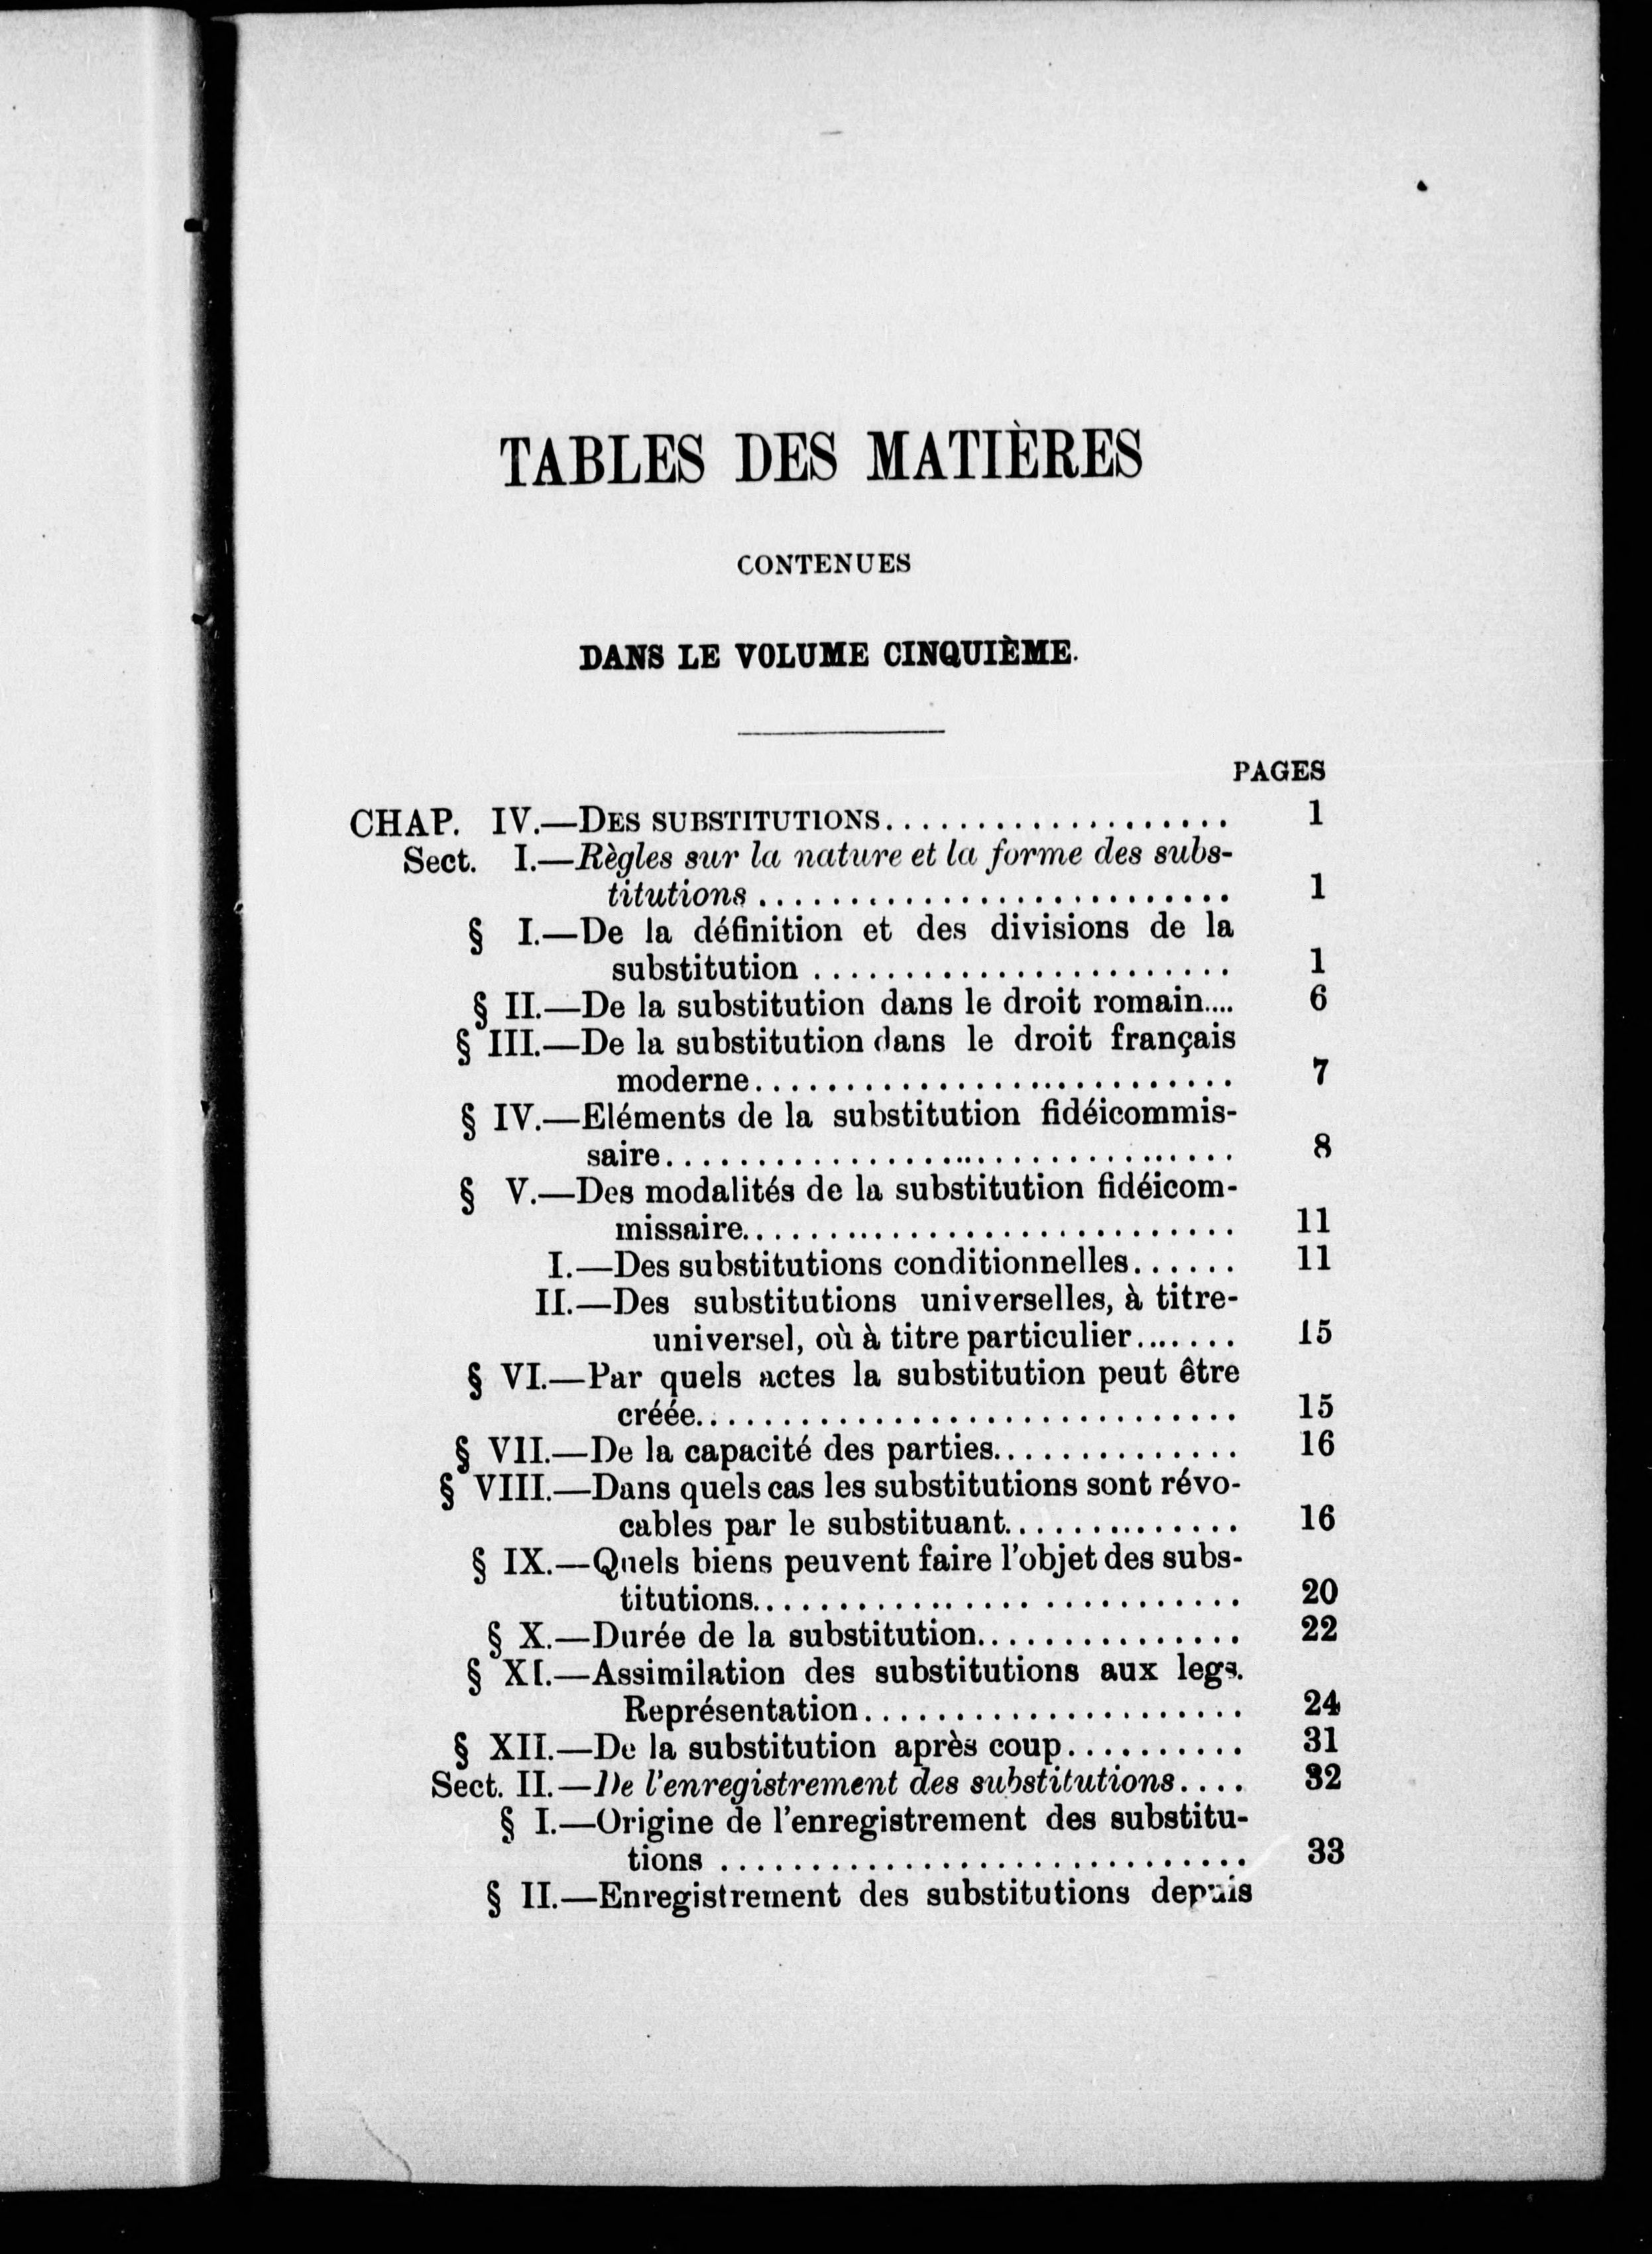 TABLES DES MATIÈRES
CONTENUES
DANS LE VOLUME CINQUIÈME.
PAGES
CHAP. IV.—DES SUBSTITUTIONS................... 1
Sect. I.—Règles sur la nature et la forme des subs-
titutions .......................... 1
§ I.—De la définition et des divisions de la
substitution ....................... 1
§ II.—De la substitution dans le droit romain.... 6
§ III.—De la substitution dans le droit français
moderne.......................... 7
§ IV.—Eléments de la substitution fidéicommis-
saire................................ 8
§ V.—Des modalités de la substitution fidéicom-
missaire........................... 11
I.—Des substitutions conditionnelles...... 11
II.—Des substitutions universelles, à titre-
universel, où à titre particulier....... 15
§ VI.—Par quels actes la substitution peut être
créée.............................. 15
§ VII.—De la capacité des parties.............. 16
§ VIII.—Dans quels cas les substitutions sont révo-
cables par le substituant............. 16
§ IX.—Quels biens peuvent faire l'objet des subs-
titutions........................... 20
§ X.—Durée de la substitution............... 22
§ XI.—Assimilation des substitutions aux legs.
Représentation..................... 24
§ XII.—De la substitution après coup.......... 31
Sect. II.—De l'enregistrement des substitutions.... 32
§ I.—Origine de l'enregistrement des substitu-
tions ............................. 33
§ II.—Enregistrement des substitutions depuis